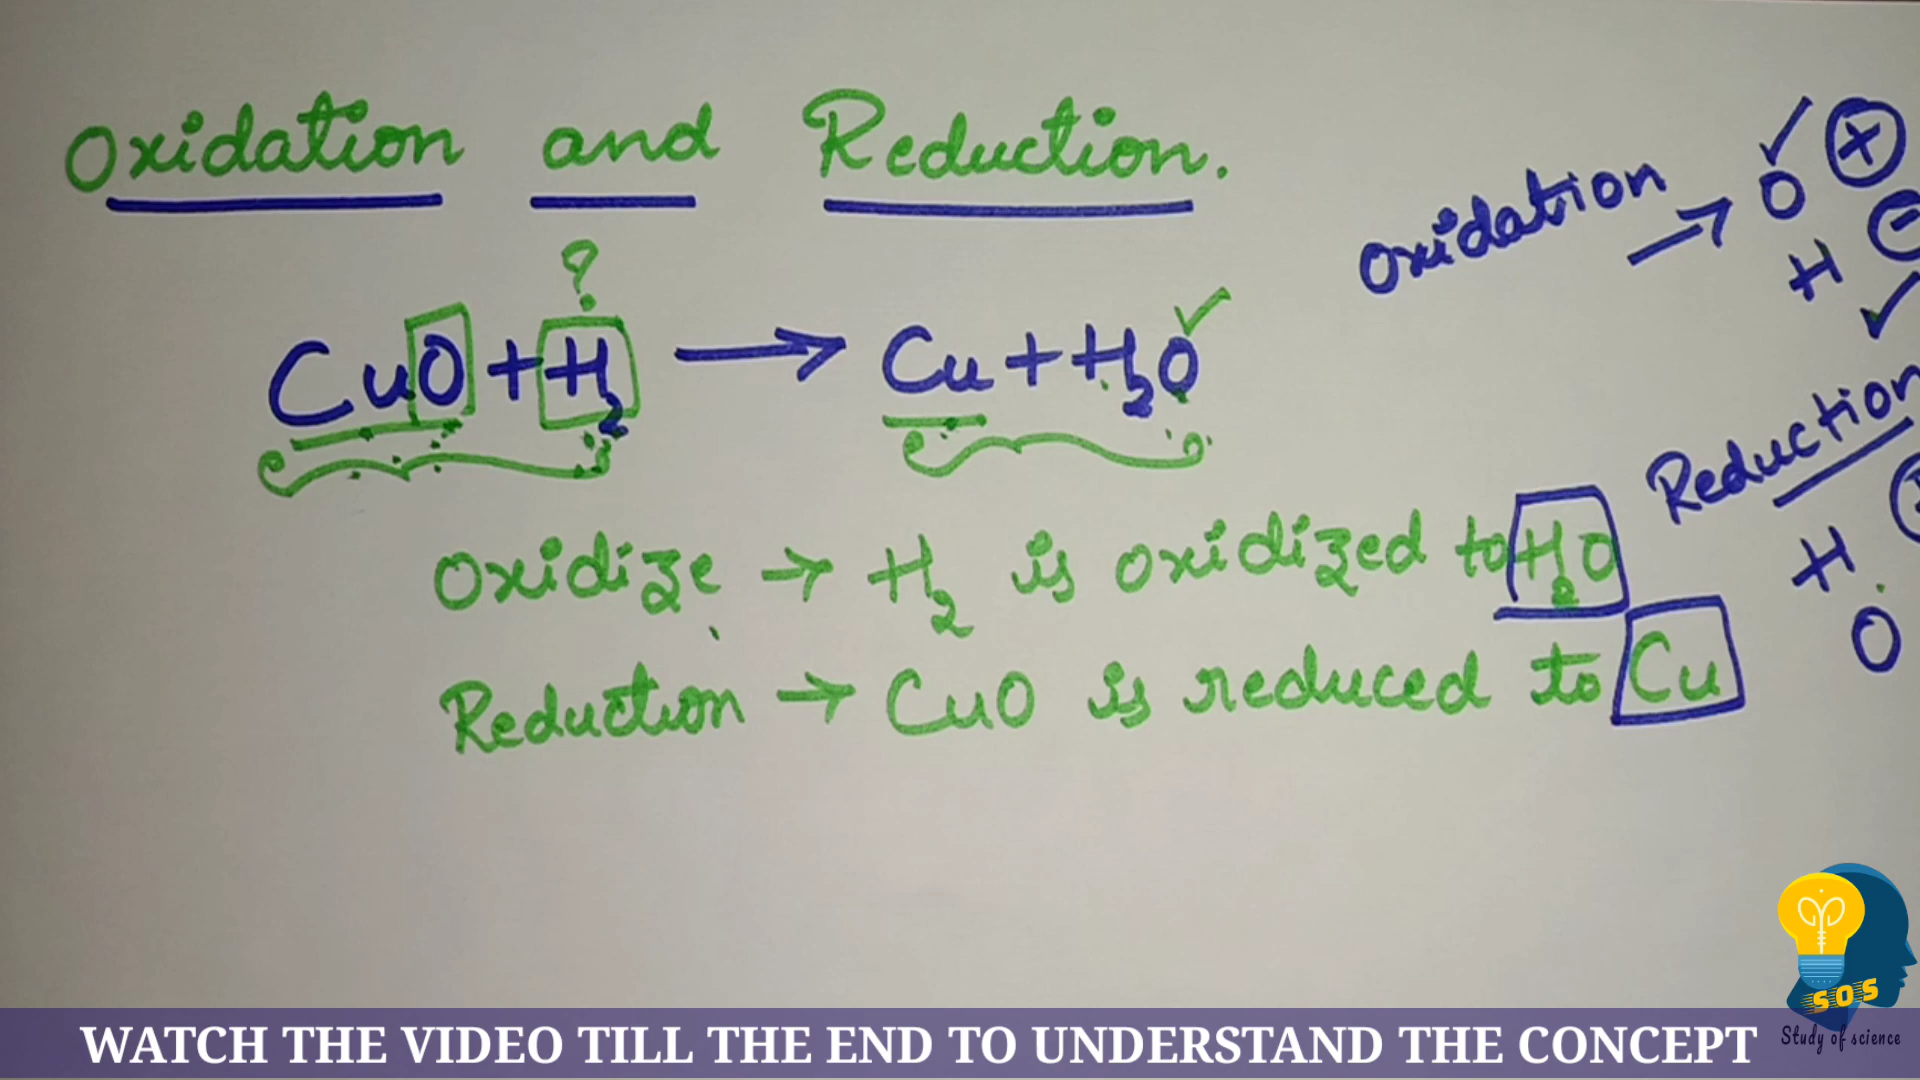 Oxidation and Reduction.
?
CuO + H2 → Cu + H2O ✓
Oxidize → H2 is oxidized to H2O
Reduction → CuO is reduced to Cu
Oxidation → ✓ O +
H − ✓
Reduction
H
O
SOS
Study of science
WATCH THE VIDEO TILL THE END TO UNDERSTAND THE CONCEPT